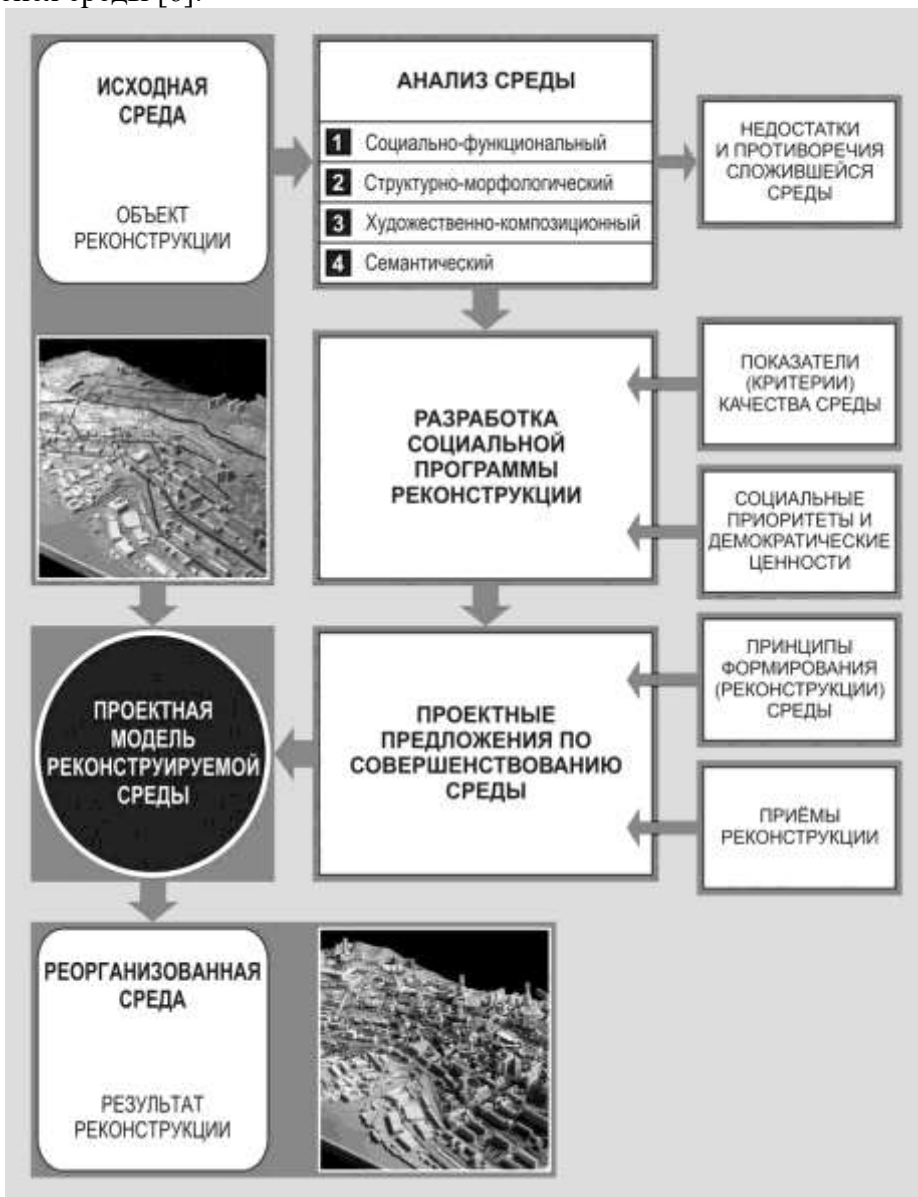 среды [6].
ИСХОДНАЯ
СРЕДА
ОБЪЕКТ
РЕКОНСТРУКЦИИ
АНАЛИЗ СРЕДЫ
1 Социально-функциональный
2 Структурно-морфологический
3 Художественно-композиционный
4 Семантический
НЕДОСТАТКИ
И ПРОТИВОРЕЧИЯ
СЛОЖИВШЕЙСЯ
СРЕДЫ
РАЗРАБОТКА
СОЦИАЛЬНОЙ
ПРОГРАММЫ
РЕКОНСТРУКЦИИ
ПОКАЗАТЕЛИ
(КРИТЕРИИ)
КАЧЕСТВА СРЕДЫ
СОЦИАЛЬНЫЕ
ПРИОРИТЕТЫ И
ДЕМОКРАТИЧЕСКИЕ
ЦЕННОСТИ
ПРОЕКТНАЯ
МОДЕЛЬ
РЕКОНСТРУИРУЕМОЙ
СРЕДЫ
ПРОЕКТНЫЕ
ПРЕДЛОЖЕНИЯ ПО
СОВЕРШЕНСТВОВАНИЮ
СРЕДЫ
ПРИНЦИПЫ
ФОРМИРОВАНИЯ
(РЕКОНСТРУКЦИИ)
СРЕДЫ
ПРИЁМЫ
РЕКОНСТРУКЦИИ
РЕОРГАНИЗОВАННАЯ
СРЕДА
РЕЗУЛЬТАТ
РЕКОНСТРУКЦИИ